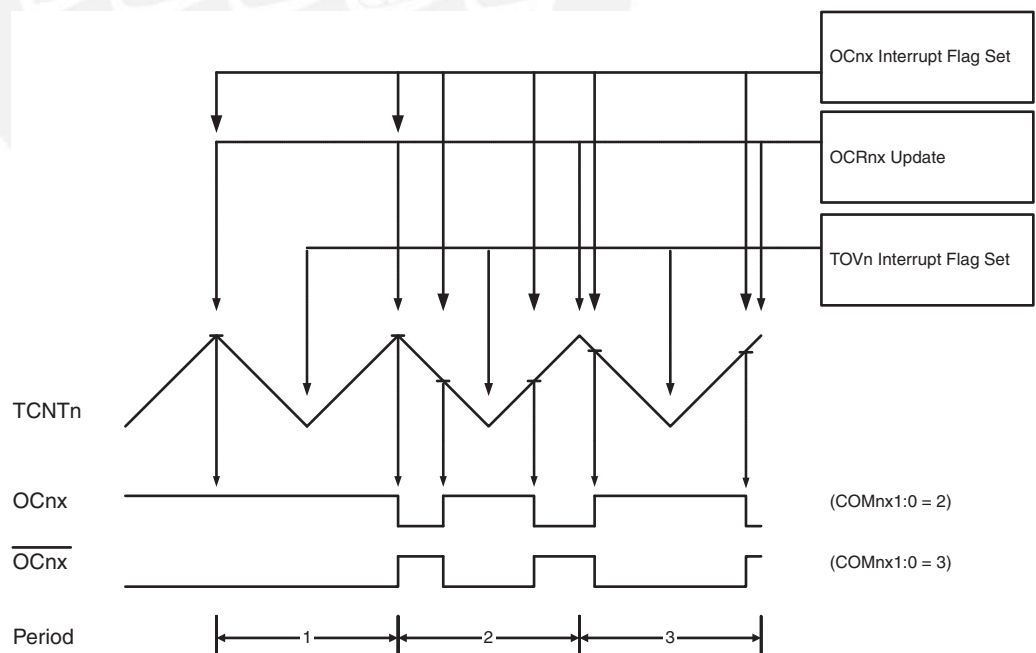 OCnx Interrupt Flag Set
OCRnx Update
TOVn Interrupt Flag Set
TCNTn
OCnx
(COMnx1:0 = 2)
OCnx
(COMnx1:0 = 3)
Period
1
2
3